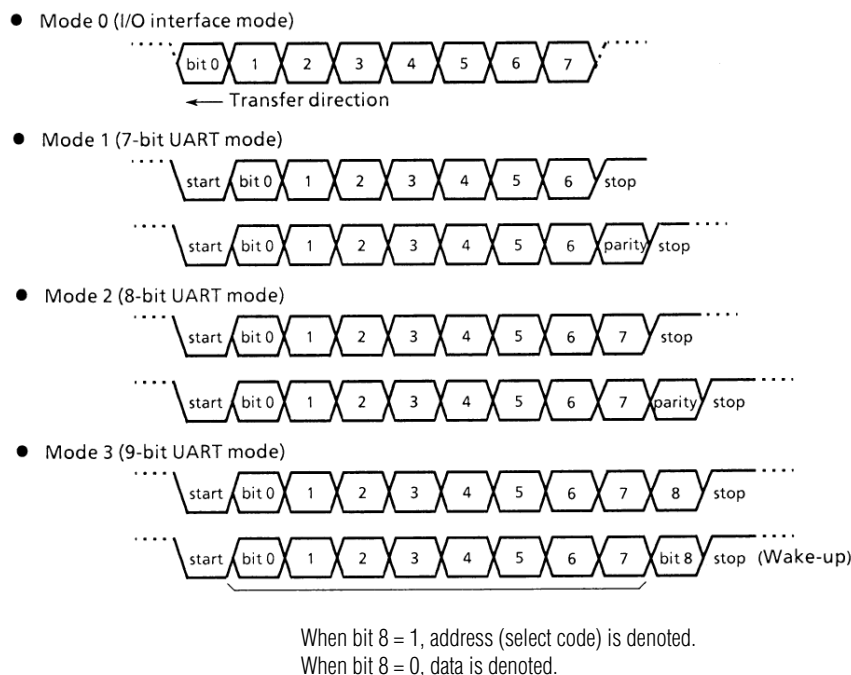 ● Mode 0 (I/O interface mode)
bit 0 1 2 3 4 5 6 7
Transfer direction
● Mode 1 (7-bit UART mode)
start bit 0 1 2 3 4 5 6 stop
start bit 0 1 2 3 4 5 6 parity stop
● Mode 2 (8-bit UART mode)
start bit 0 1 2 3 4 5 6 7 stop
start bit 0 1 2 3 4 5 6 7 parity stop
● Mode 3 (9-bit UART mode)
start bit 0 1 2 3 4 5 6 7 8 stop
start bit 0 1 2 3 4 5 6 7 bit 8 stop (Wake-up)
When bit 8 = 1, address (select code) is denoted.
When bit 8 = 0, data is denoted.